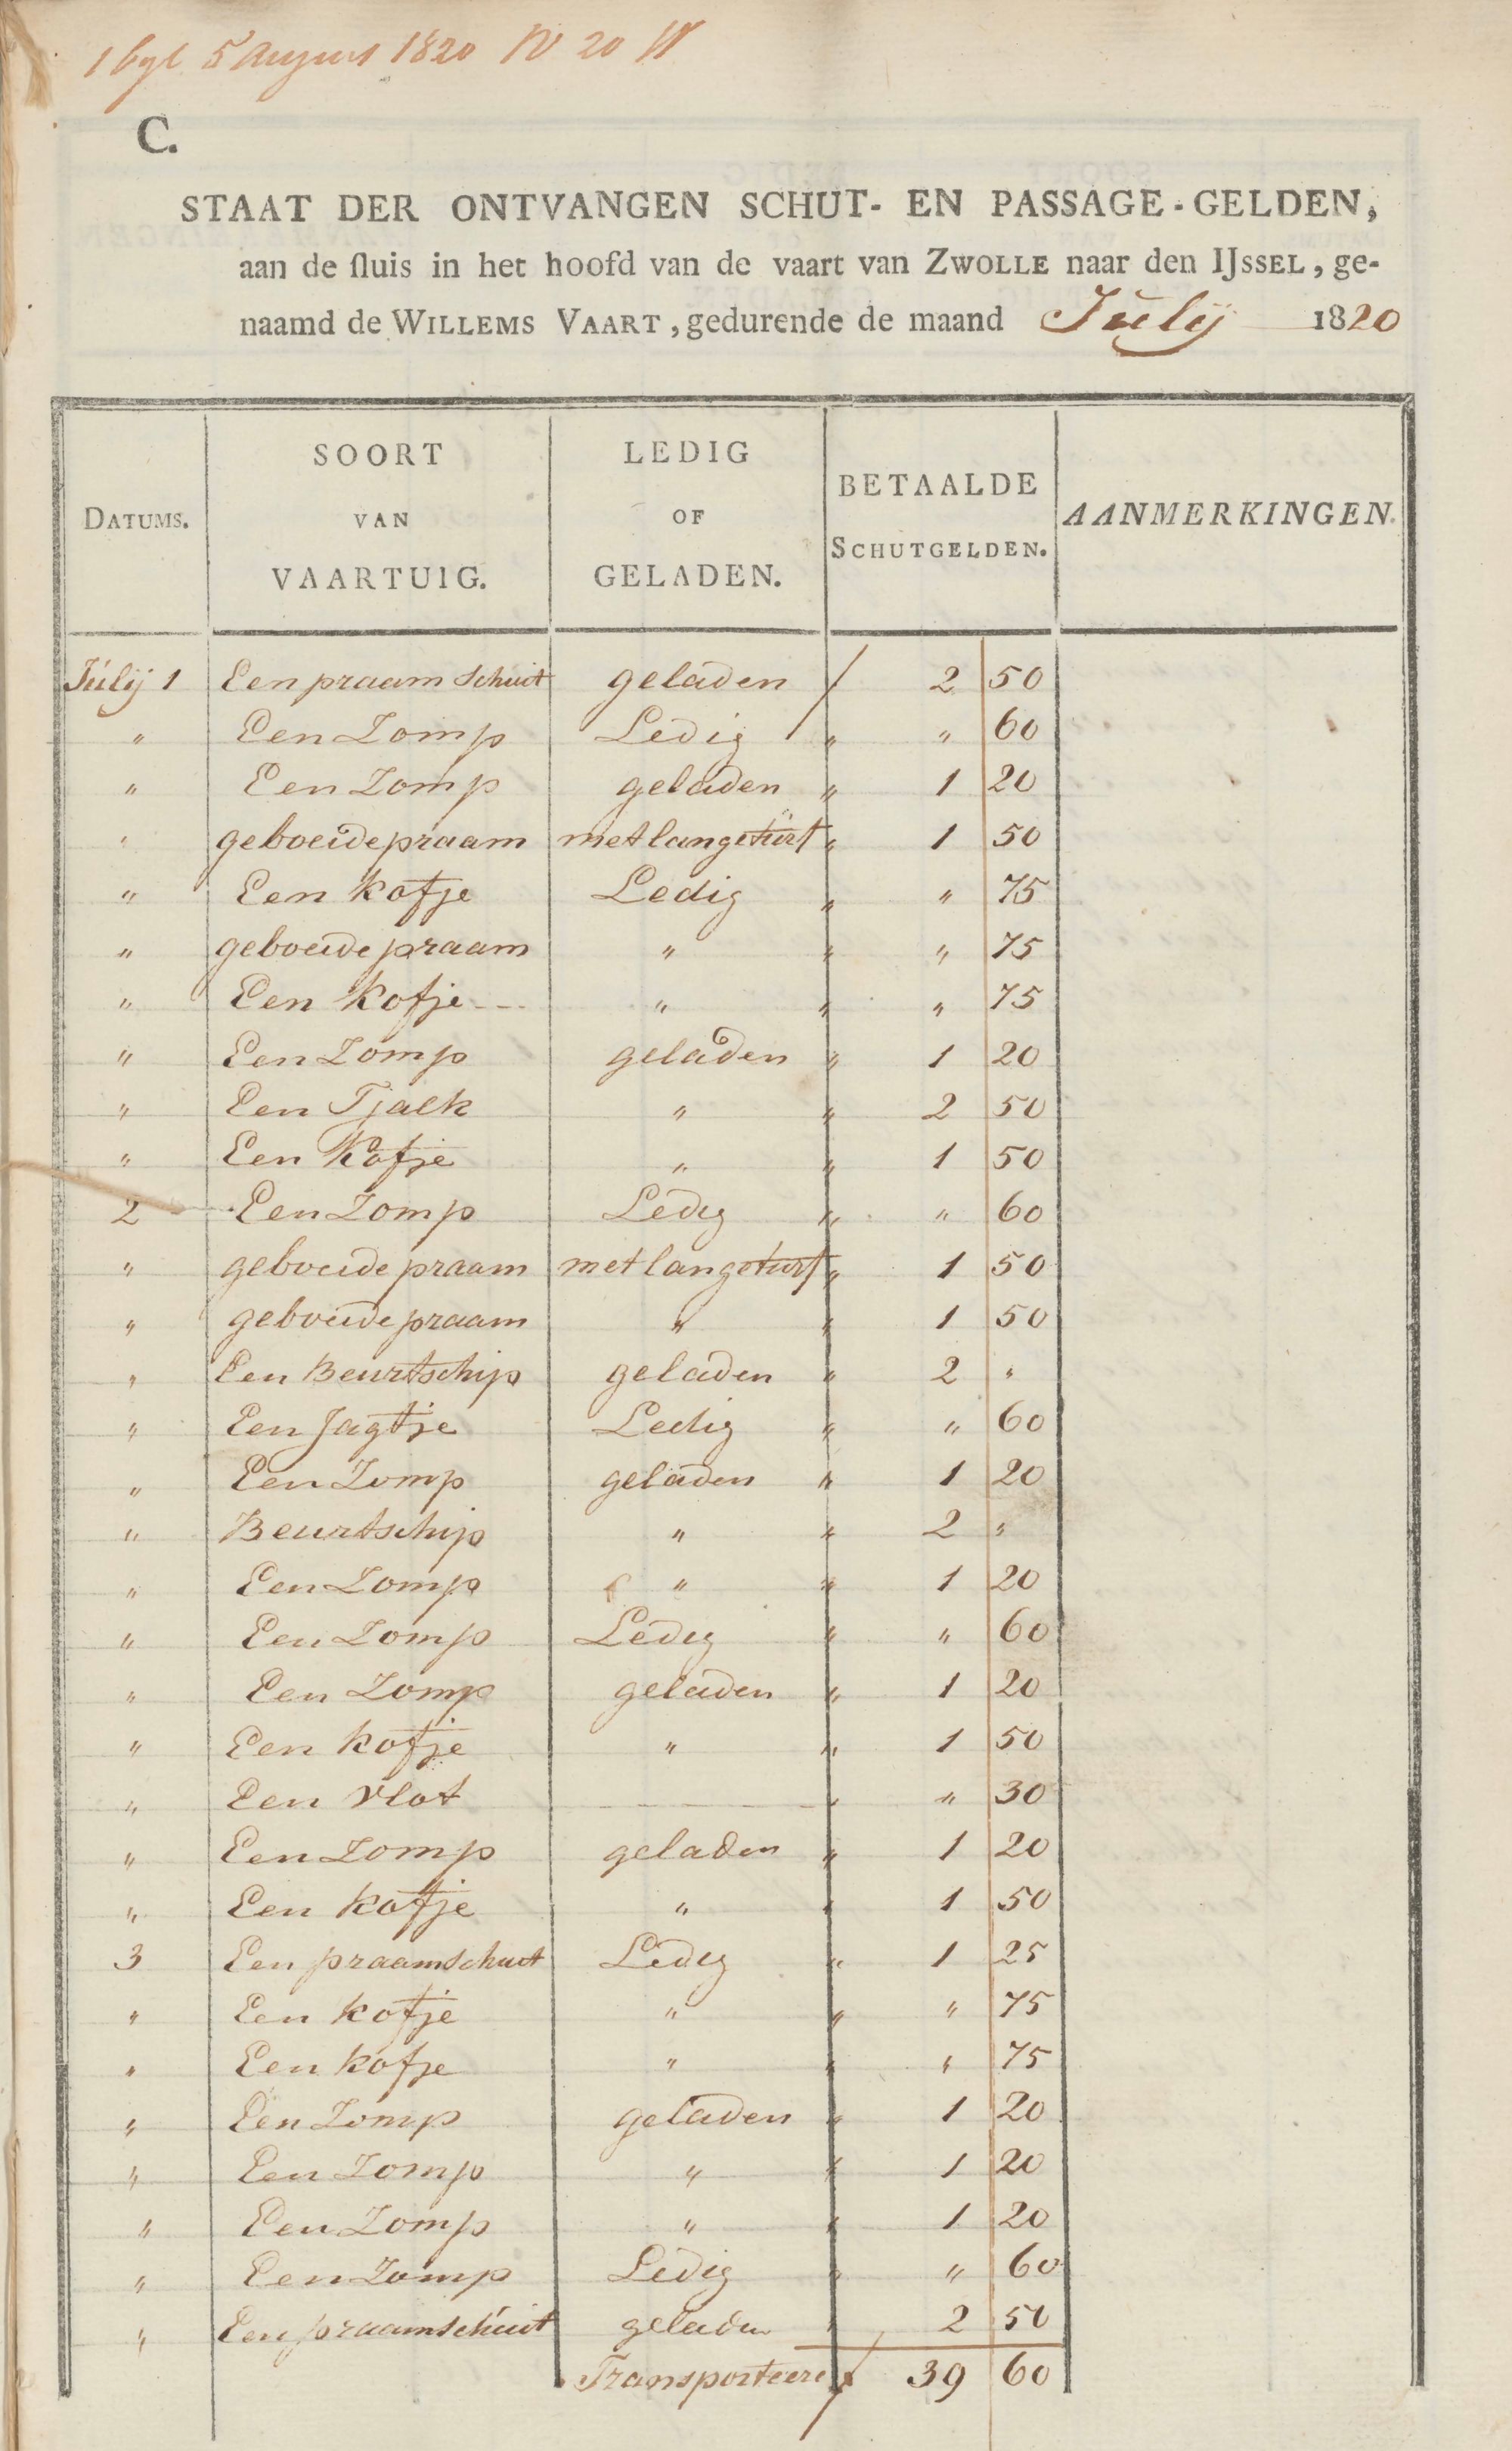 5 August 1820 N 20
C.
STAAT DER ONTVANGEN SCHUT- EN PASSAGE-GELDEN,
aan de sluis in het hoofd van de vaart van ZWOLLE naar den IJSSEL, ge-
naamd de WILLEMS VAART, gedurende de maand Julij 1820
DATUMS. SOORT VAN VAARTUIG. LEDIG OF GELADEN. BETAALDE SCHUTGELDEN. AANMERKINGEN.
Julij 1 Een praam schuit geladen ƒ 2 50
" Een Zomp Ledig " " 60
" Een Zomp geladen " 1 20
" geboeide praam met lange turf " 1 50
" Een kofje Ledig " " 75
" geboeide praam " " " 75
" Een kofje " " " 75
" Een Zomp geladen " 1 20
" Een Tjalk " " 2 50
" Een Kofje " " 1 50
2 Een Zomp Ledig " " 60
" geboeide praam met lange turf " 1 50
" geboeide praam " " 1 50
" Een Beurtschip geladen " 2 "
" Een Jagtje Ledig " " 60
" Een Zomp geladen " 1 20
" Beurtschip " " 2 "
" Een Zomp " " 1 20
" Een Zomp Ledig " " 60
" Een Zomp geladen " 1 20
" Een kofje " " 1 50
" Een vlot " " 30
" Een Zomp geladen " 1 20
" Een kofje " " 1 50
3 Een praamschuit Ledig " 1 25
" Een kofje " " " 75
" Een kofje " " " 75
" Een Zomp geladen " 1 20
" Een Zomp " " 1 20
" Een Zomp " " 1 20
" Een Zomp Ledig " " 60
" Een praamschuit geladen " 2 50
Transporteere ƒ 39 60